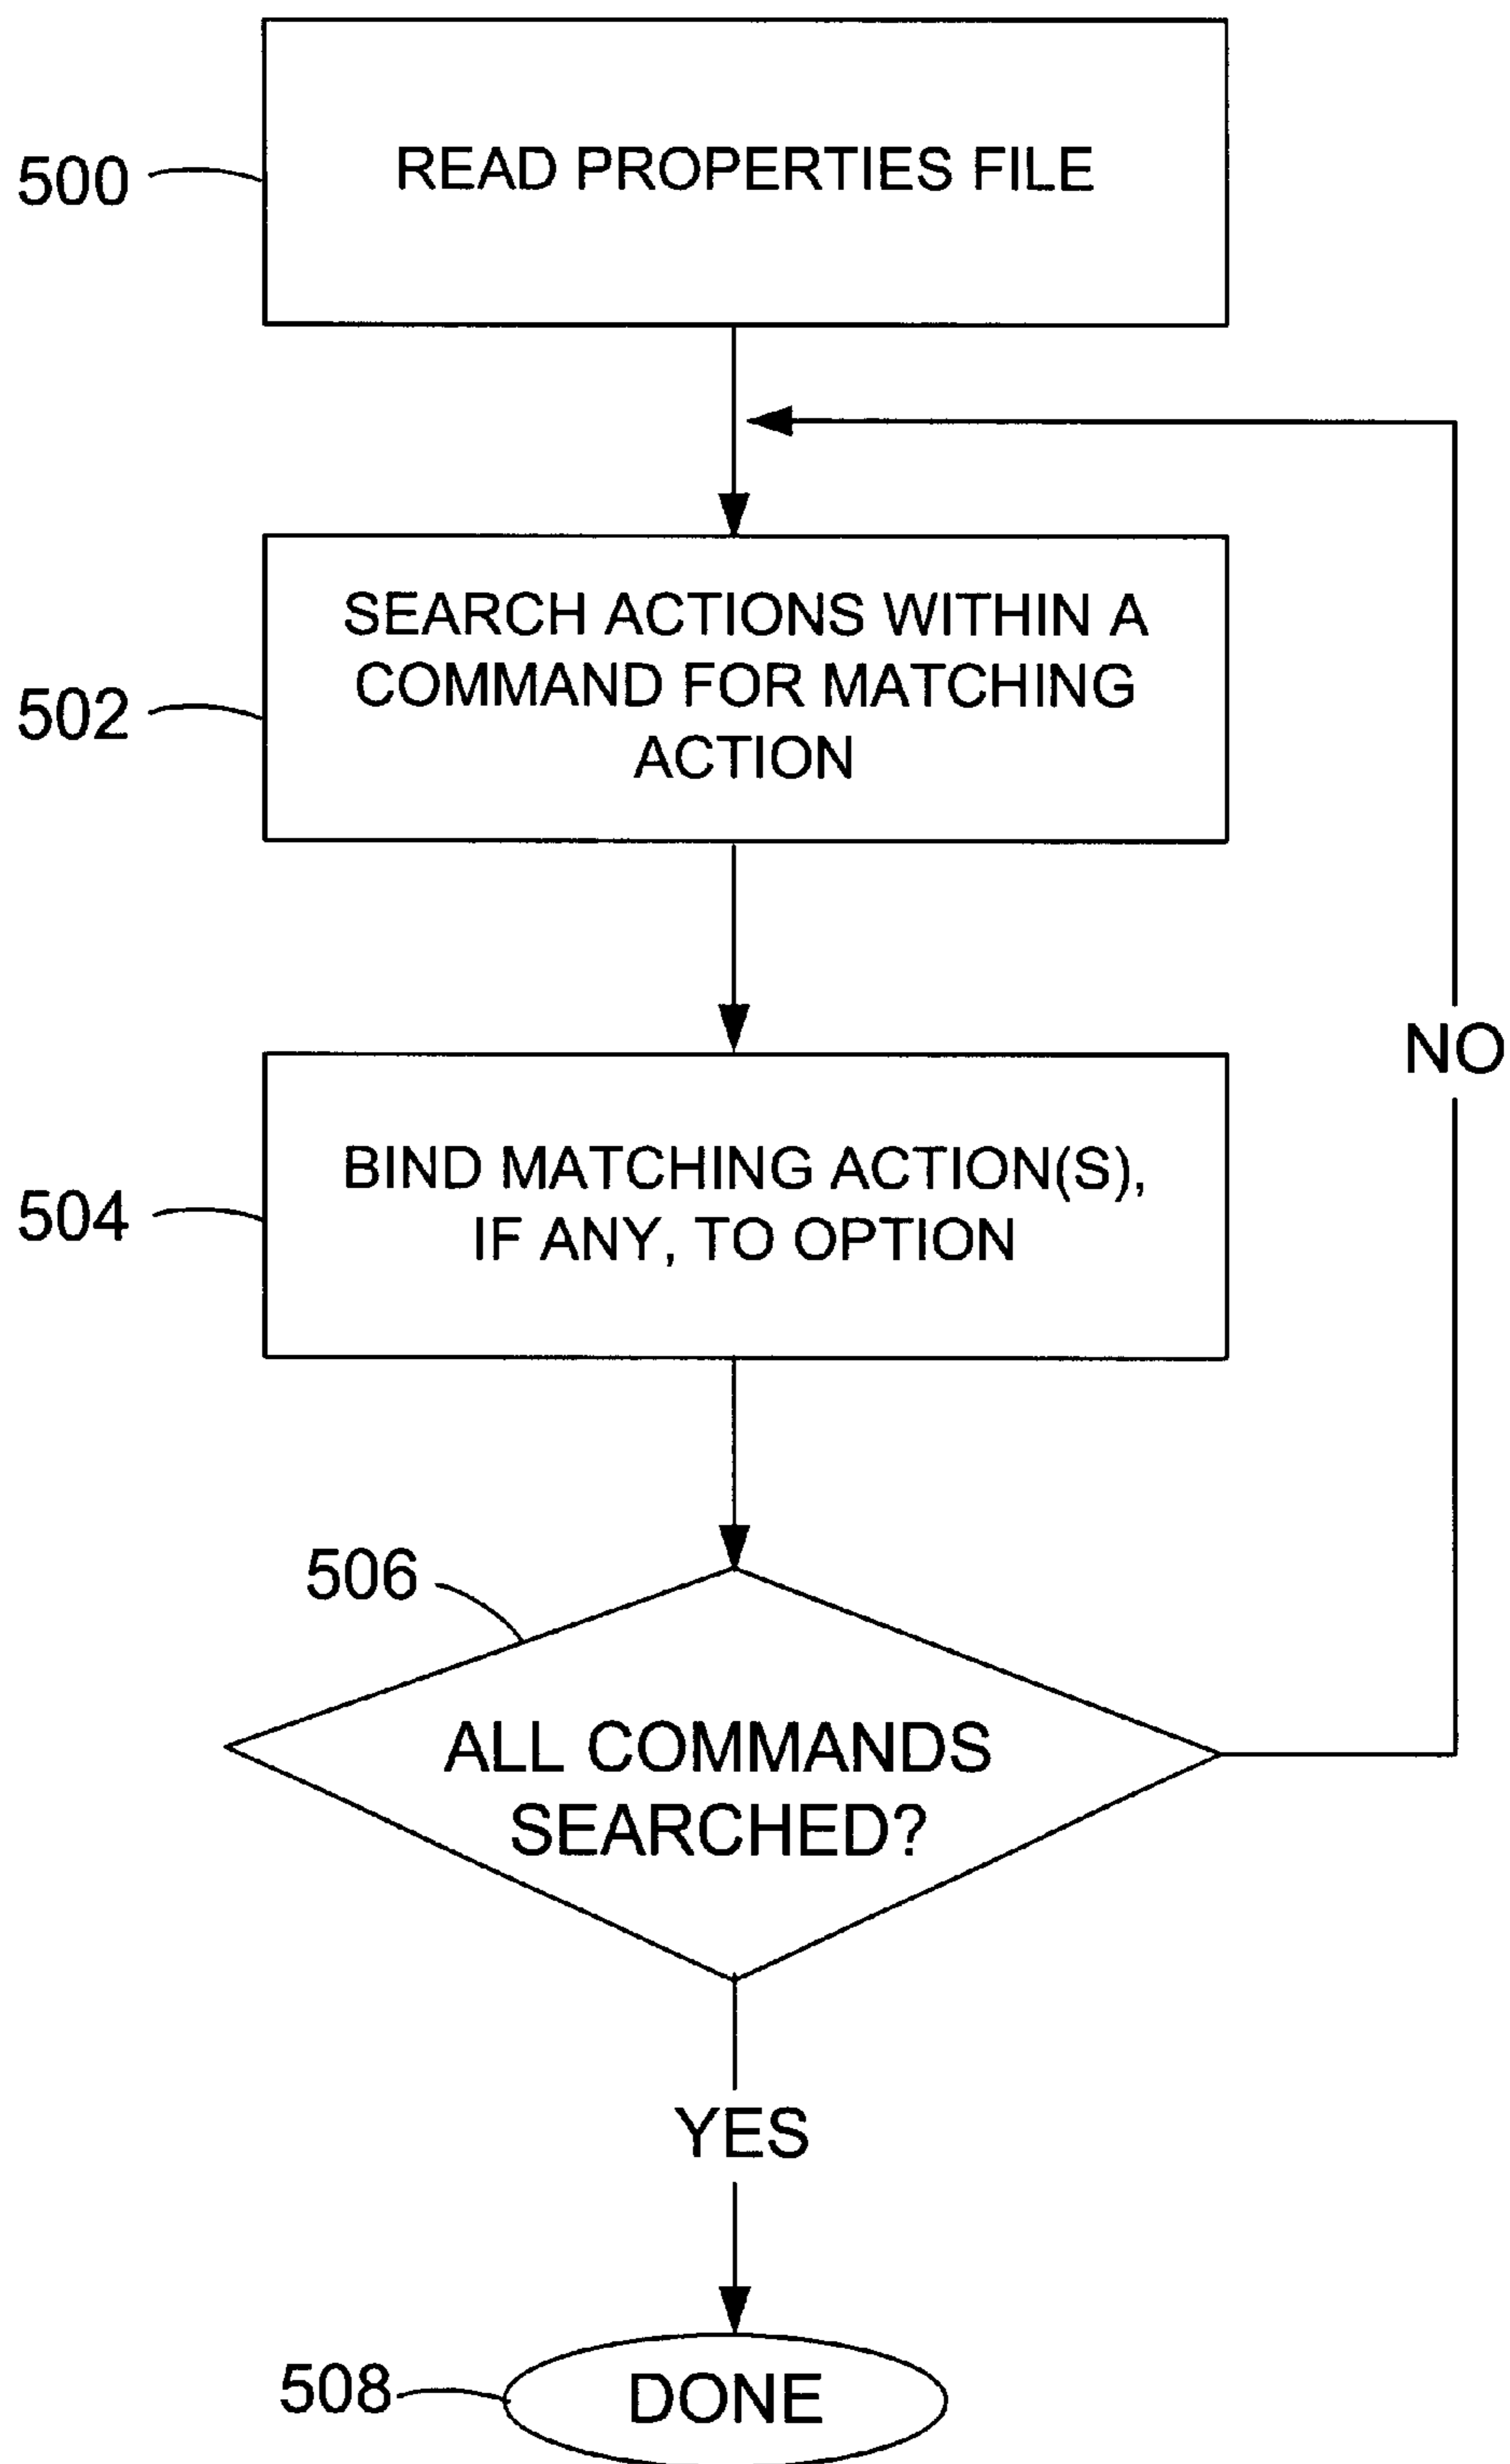 500
READ PROPERTIES FILE
502
SEARCH ACTIONS WITHIN A
COMMAND FOR MATCHING
ACTION
NO
504
BIND MATCHING ACTION(S),
IF ANY, TO OPTION
506
ALL COMMANDS
SEARCHED?
YES
508
DONE